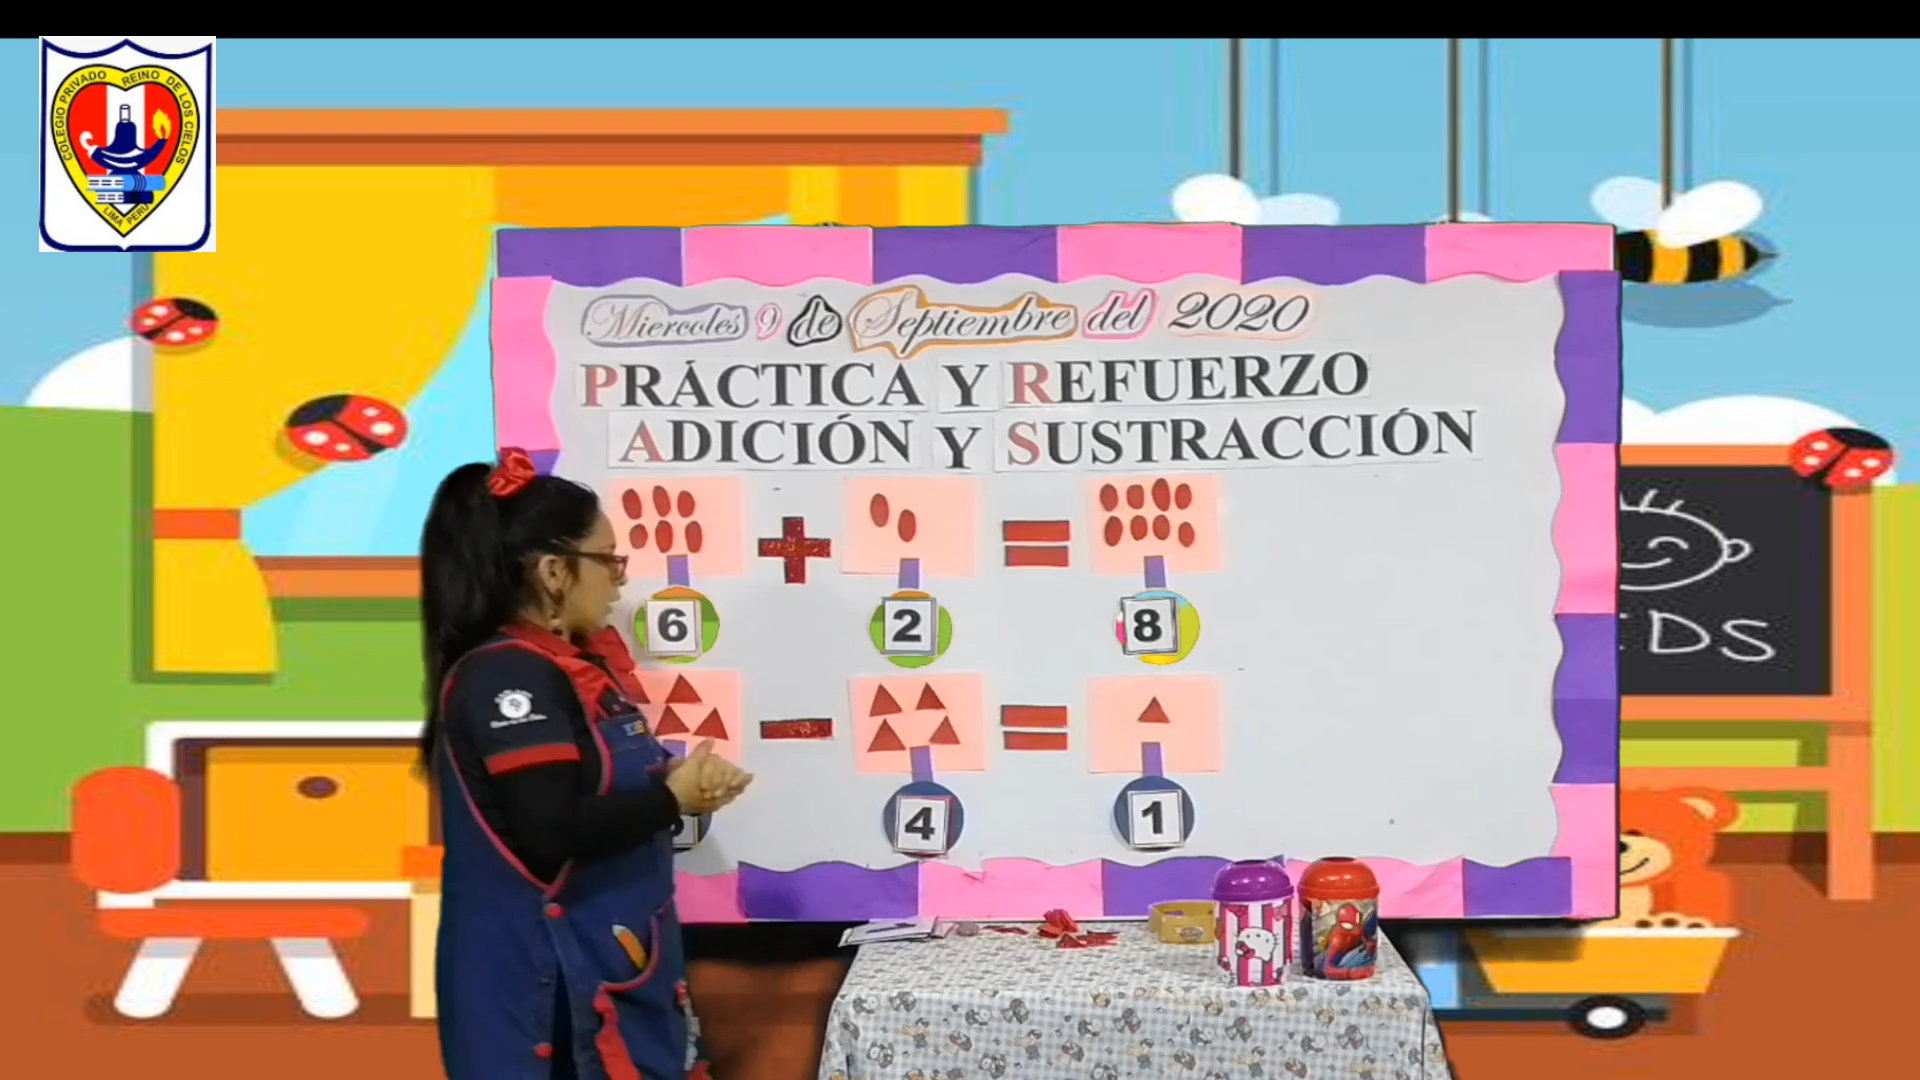 COLEGIO PRIVADO REINO DE LOS CIELOS
LIMA PERÚ
Miercoles 9 de Septiembre del 2020
PRÁCTICA Y REFUERZO
ADICIÓN Y SUSTRACCIÓN
6 2 8
4 1
DS